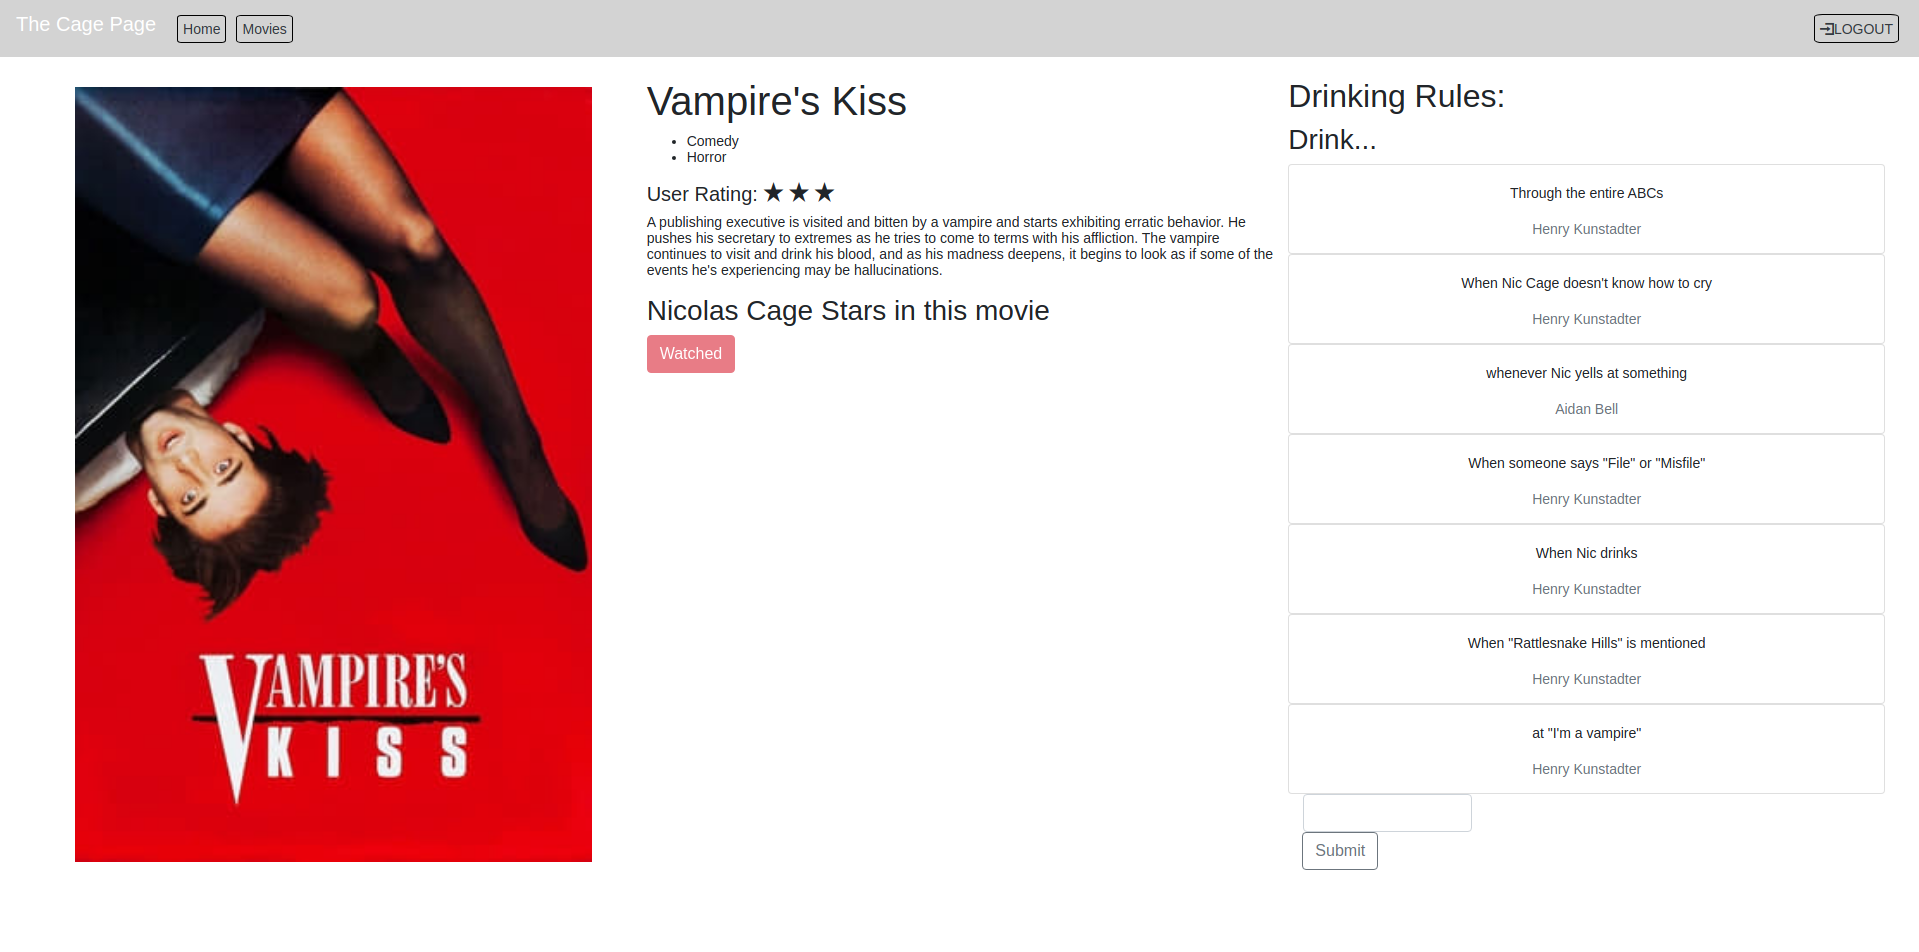 The Cage Page
Home
Movies
LOGOUT
VAMPIRE'S
KISS
Vampire's Kiss
Comedy
Horror
User Rating: ★ ★ ★
A publishing executive is visited and bitten by a vampire and starts exhibiting erratic behavior. He
pushes his secretary to extremes as he tries to come to terms with his affliction. The vampire
continues to visit and drink his blood, and as his madness deepens, it begins to look as if some of the
events he's experiencing may be hallucinations.
Nicolas Cage Stars in this movie
Watched
Drinking Rules:
Drink...
Through the entire ABCs
Henry Kunstadter
When Nic Cage doesn't know how to cry
Henry Kunstadter
whenever Nic yells at something
Aidan Bell
When someone says "File" or "Misfile"
Henry Kunstadter
When Nic drinks
Henry Kunstadter
When "Rattlesnake Hills" is mentioned
Henry Kunstadter
at "I'm a vampire"
Henry Kunstadter
Submit